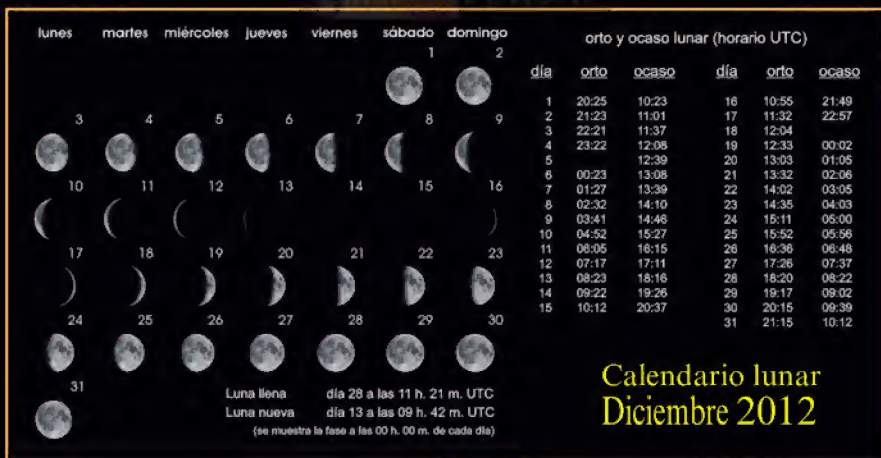 lunes martes miércoles jueves viernes sábado domingo
1 2
3 4 5 6 7 8 9
10 11 12 13 14 15 16
17 18 19 20 21 22 23
24 25 26 27 28 29 30
31
Luna llena día 28 a las 11 h. 21 m. UTC
Luna nueva día 13 a las 09 h. 42 m. UTC
(se muestra la fase a las 00 h. 00 m. de cada día)
orto y ocaso lunar (horario UTC)
día orto ocaso día orto ocaso
1 20:25 10:23 16 10:55 21:49
2 21:23 11:01 17 11:32 22:57
3 22:21 11:37 18 12:04
4 23:22 12:08 19 12:33 00:02
5 12:39 20 13:03 01:05
6 00:23 13:08 21 13:32 02:06
7 01:27 13:39 22 14:02 03:05
8 02:32 14:10 23 14:35 04:03
9 03:41 14:46 24 15:11 05:00
10 04:52 15:27 25 15:52 05:56
11 06:05 16:15 26 16:36 06:48
12 07:17 17:11 27 17:26 07:37
13 08:23 18:16 28 18:20 08:22
14 09:22 19:26 29 19:17 09:02
15 10:12 20:37 30 20:15 09:39
31 21:15 10:12
Calendario lunar
Diciembre 2012